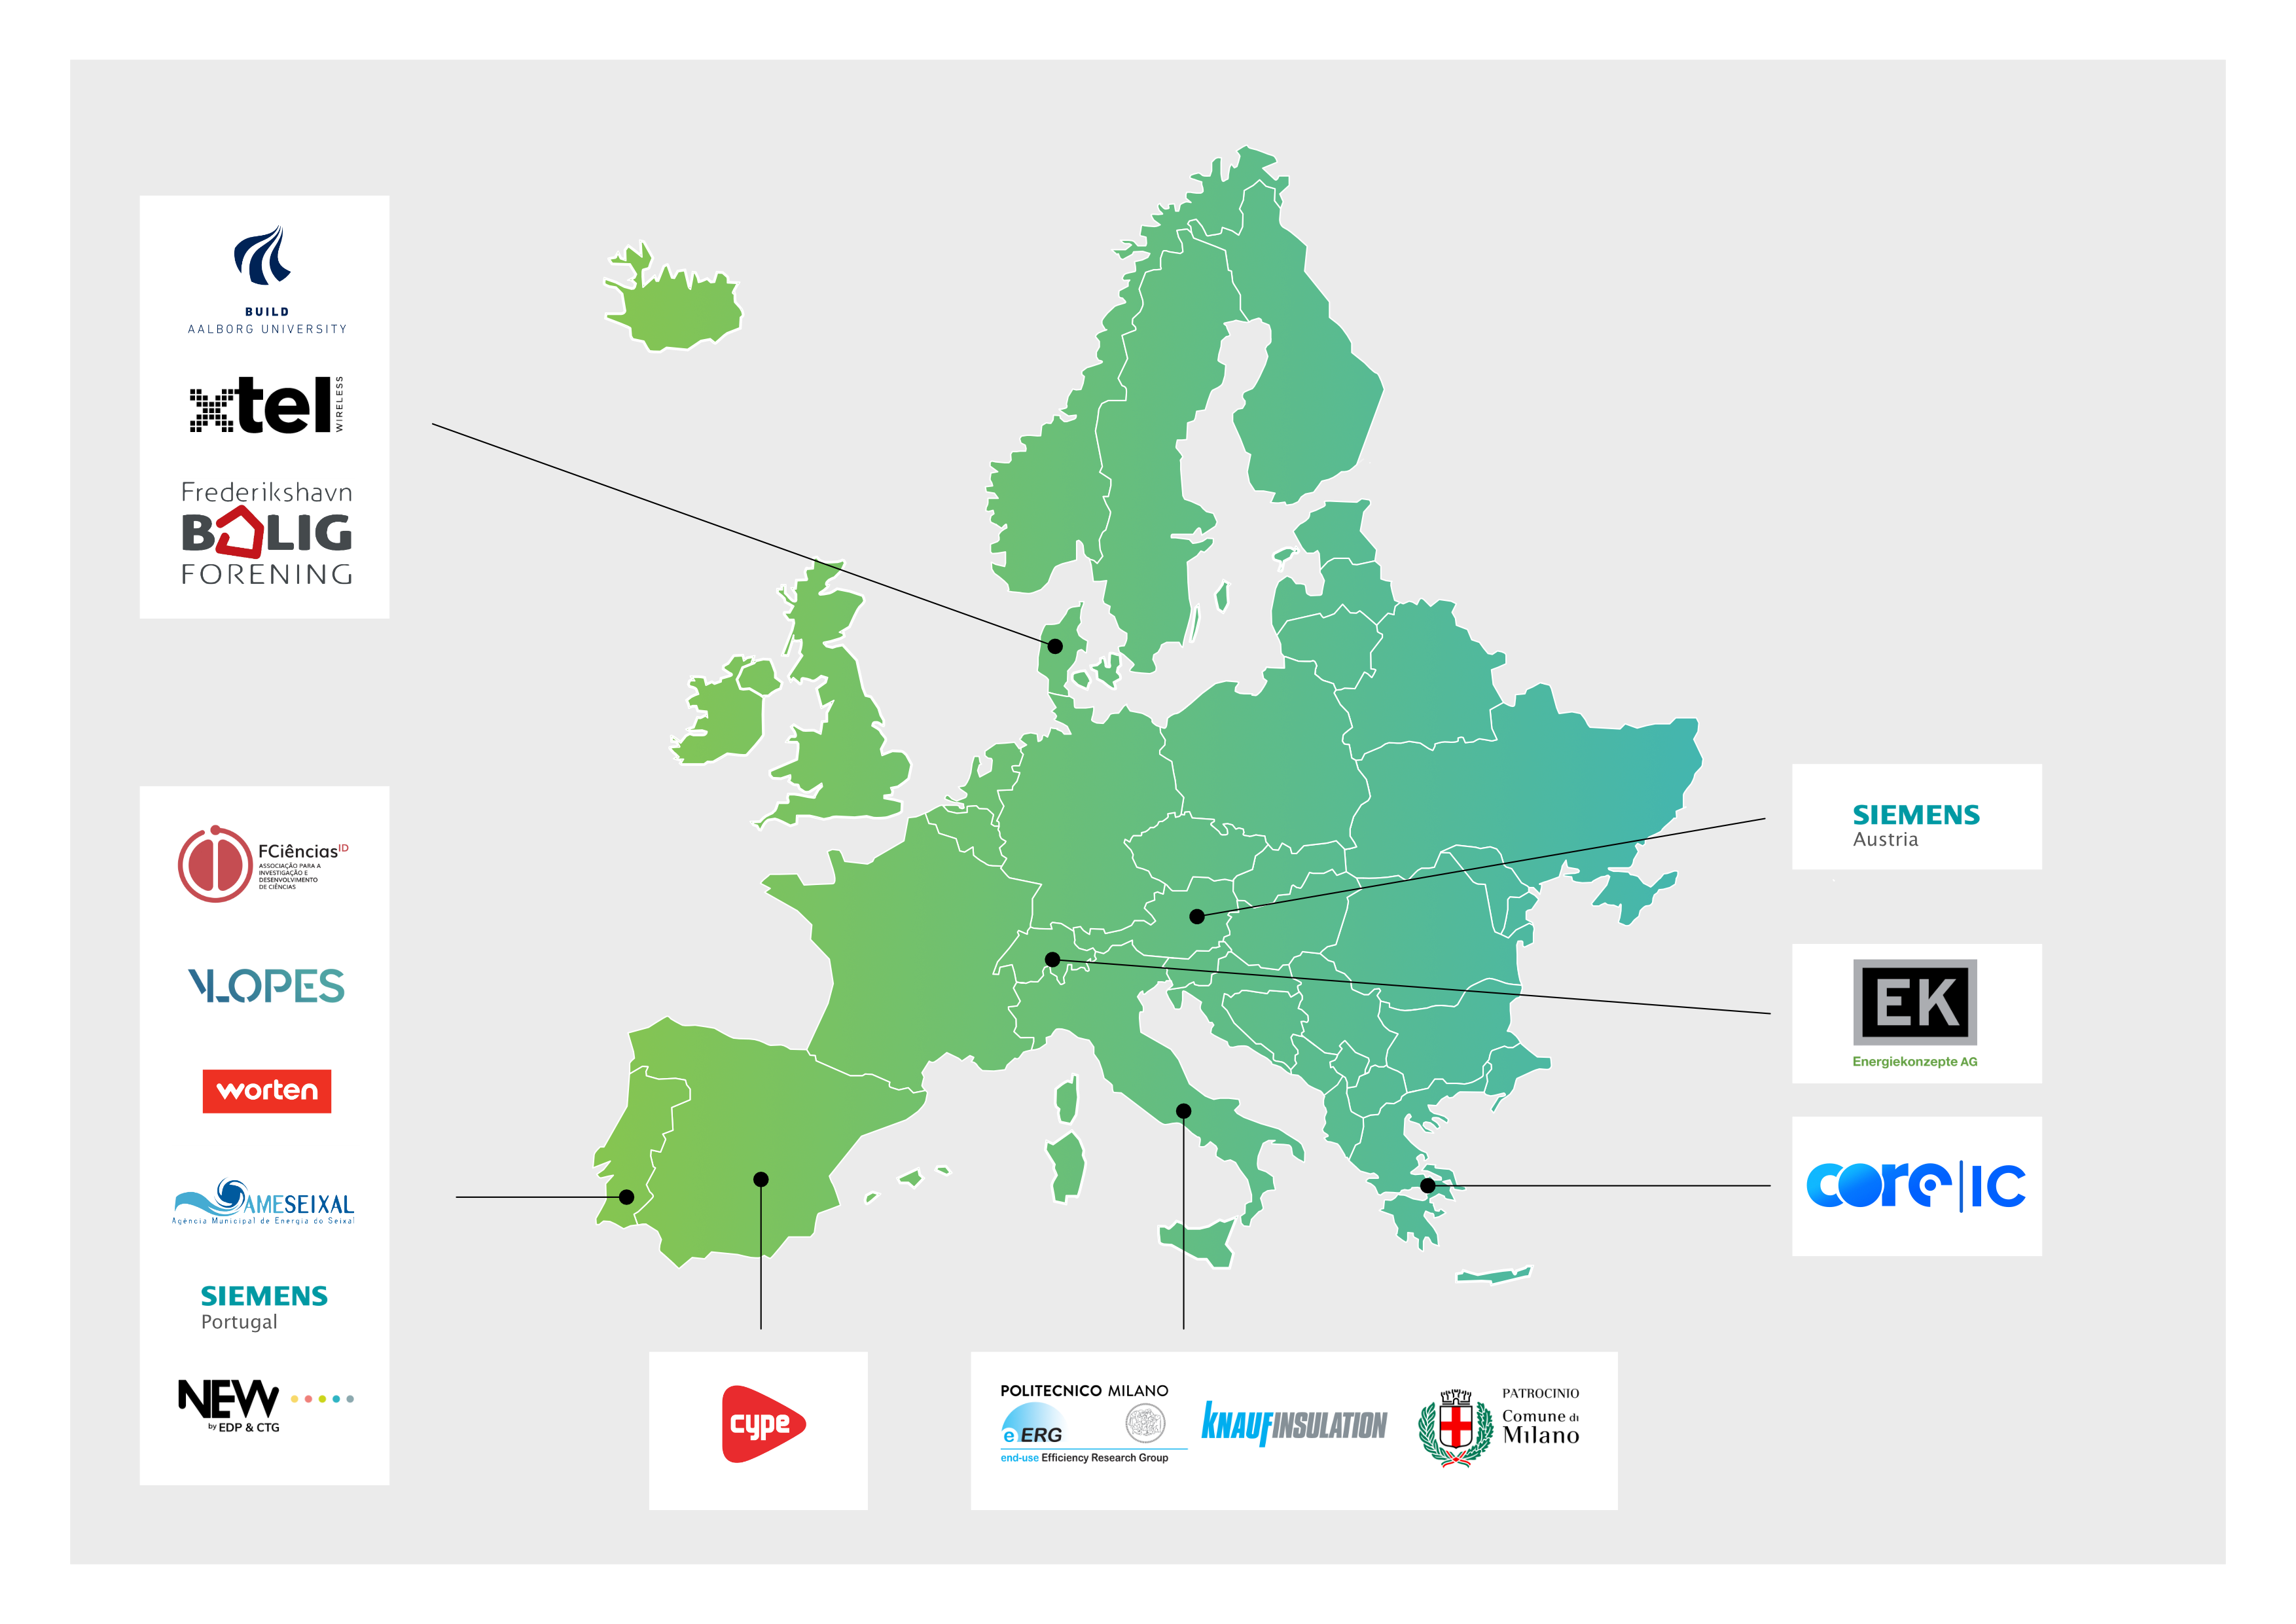 BUILD
AALBORG UNIVERSITY
xtel
WIRELESS
Frederikshavn
BOLIG
FORENING
FCiências ID
ASSOCIAÇÃO PARA A
INVESTIGAÇÃO E
DESENVOLVIMENTO
DE CIÊNCIAS
VLOPES
worten
AMESEIXAL
Agência Municipal de Energia do Seixal
SIEMENS
Portugal
NEW
by EDP & CTG
cype
POLITECNICO MILANO
eERG
end-use Efficiency Research Group
KNAUFINSULATION
PATROCINIO
Comune di
Milano
SIEMENS
Austria
EK
Energiekonzepte AG
core|IC